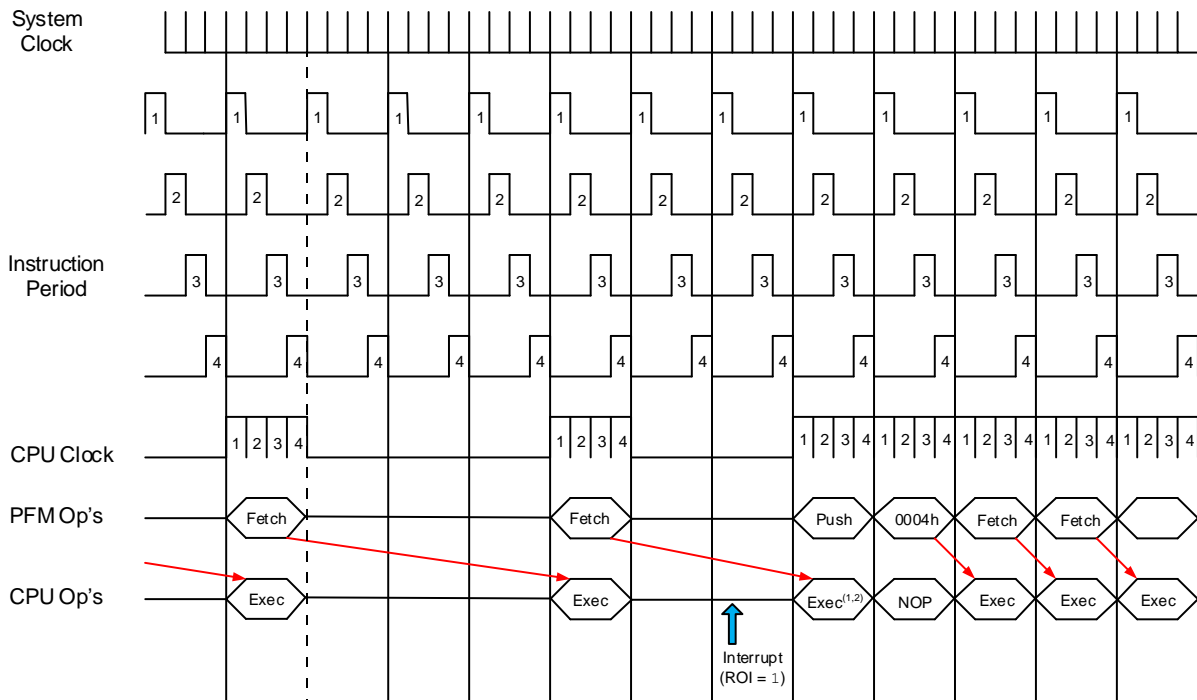 System
Clock
1 1 1 1 1 1 1 1 1 1 1 1 1
2 2 2 2 2 2 2 2 2 2 2 2 2
Instruction
Period
3 3 3 3 3 3 3 3 3 3 3 3 3
4 4 4 4 4 4 4 4 4 4 4 4 4
CPU Clock
1 2 3 4 1 2 3 4 1 2 3 4 1 2 3 4 1 2 3 4 1 2 3 4 1 2 3 4
PFM Op's
Fetch Fetch Push 0004h Fetch Fetch
CPU Op's
Exec Exec Exec(1,2) NOP Exec Exec Exec
Interrupt
(ROI = 1)